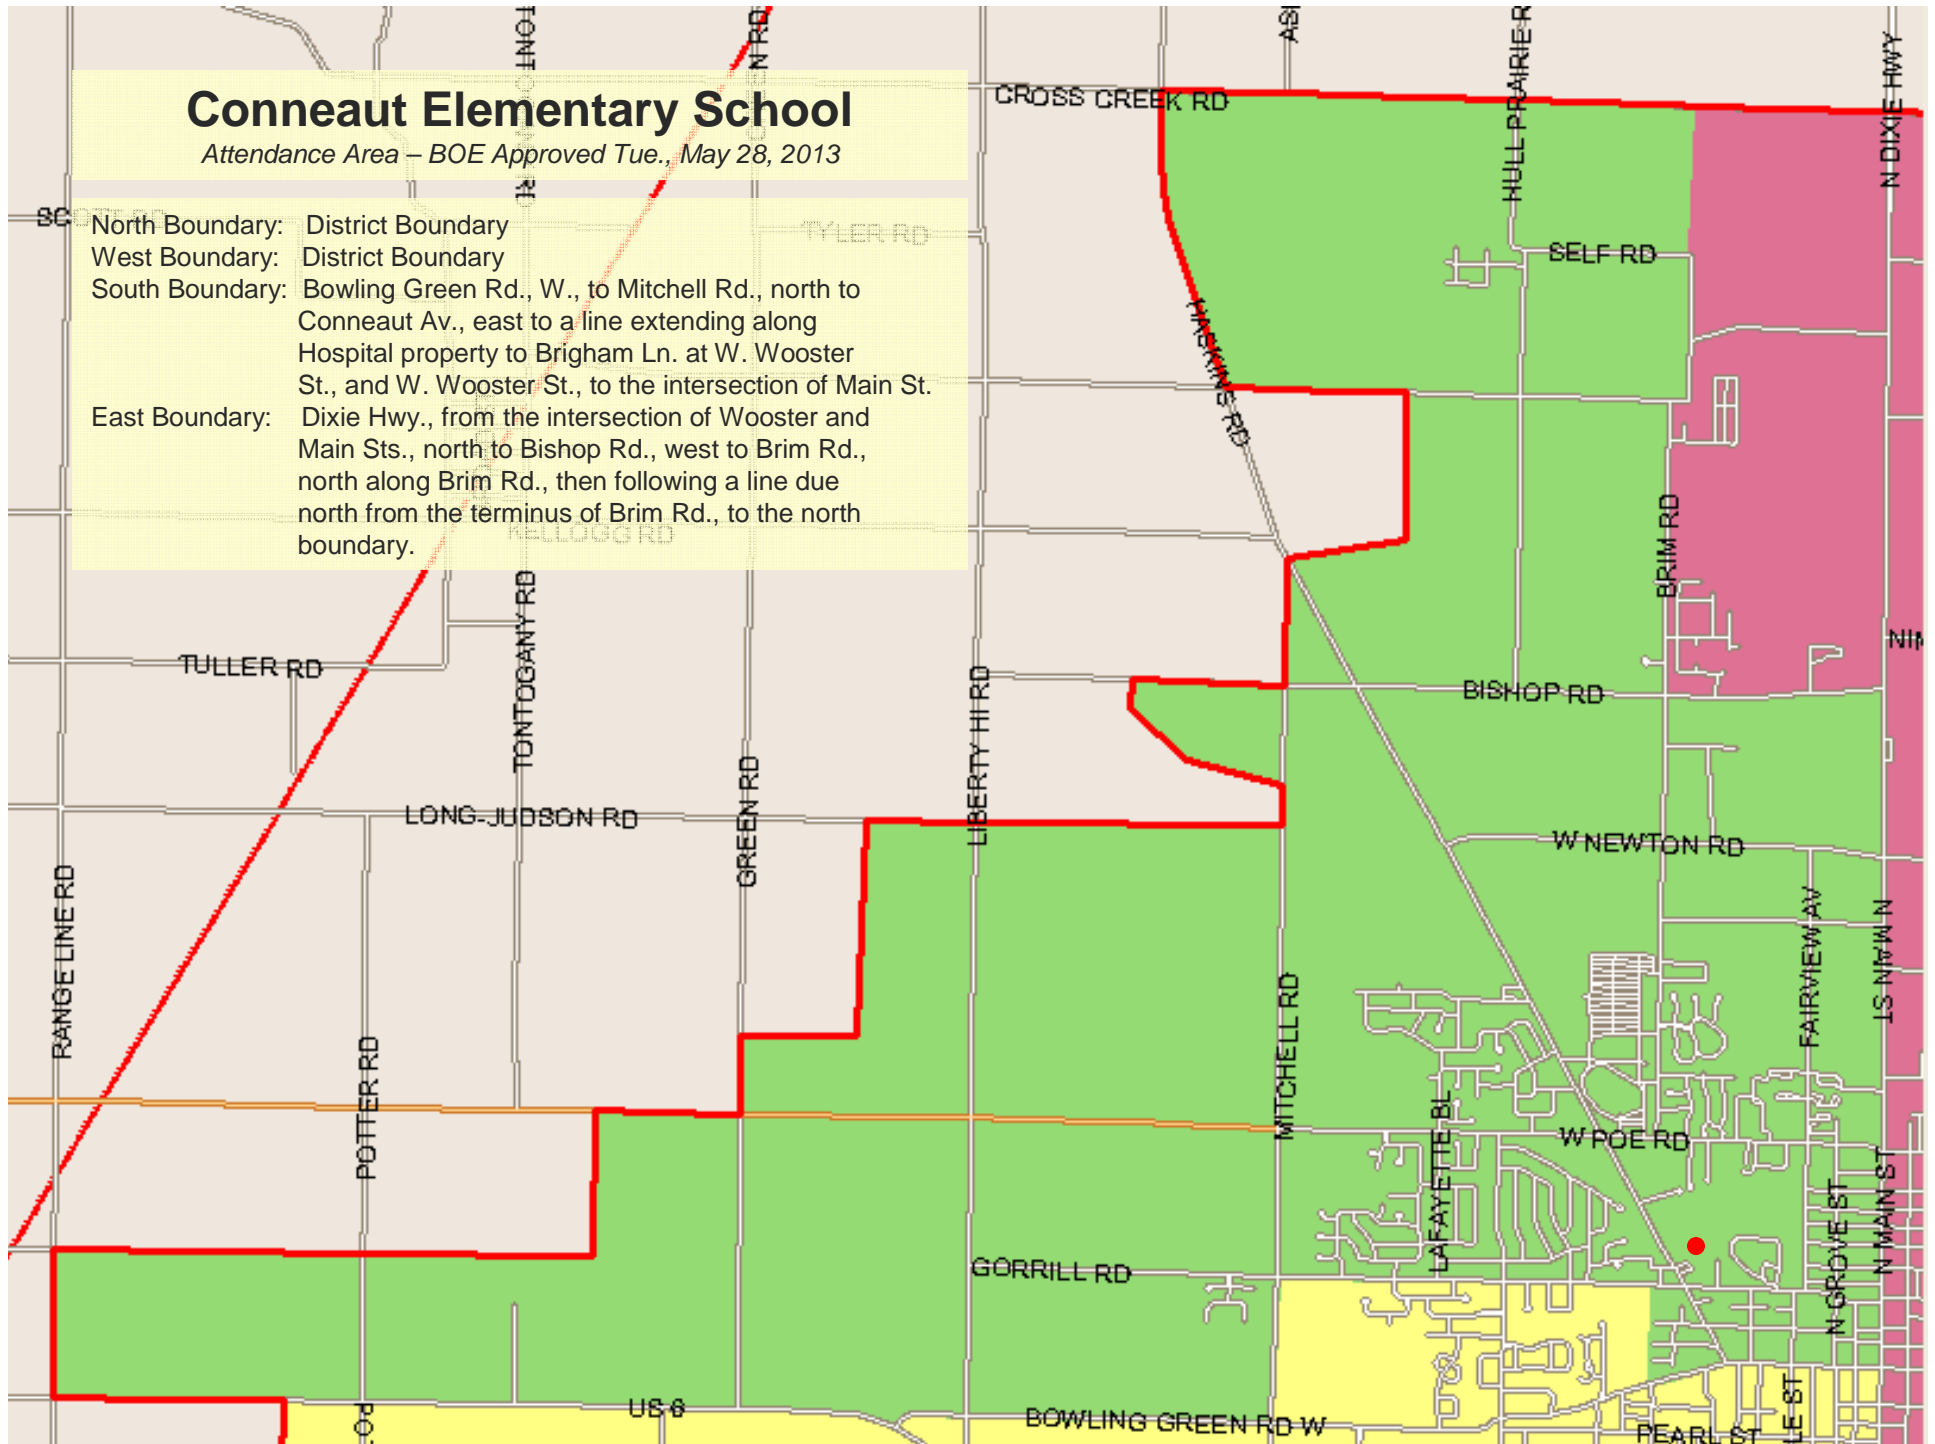 Conneaut Elementary School
Attendance Area – BOE Approved Tue., May 28, 2013
North Boundary: District Boundary
West Boundary: District Boundary
South Boundary: Bowling Green Rd., W., to Mitchell Rd., north to
Conneaut Av., east to a line extending along
Hospital property to Brigham Ln. at W. Wooster
St., and W. Wooster St., to the intersection of Main St.
East Boundary: Dixie Hwy., from the intersection of Wooster and
Main Sts., north to Bishop Rd., west to Brim Rd.,
north along Brim Rd., then following a line due
north from the terminus of Brim Rd., to the north
boundary.
CROSS CREEK RD
HULL PRAIRIE R
N DIXIE HWY
SCOTT RD
TYLER RD
SELF RD
HASKINS RD
KELLOGG RD
BRIM RD
TULLER RD
TONTOGANY RD
LIBERTY HI RD
BISHOP RD
LONG-JUDSON RD
GREEN RD
W NEWTON RD
RANGE LINE RD
FAIRVIEW AV
N MAIN ST
POTTER RD
MITCHELL RD
LAFAYETTE BL
W POE RD
N GROVE ST
N MAIN ST
GORRILL RD
US 6
BOWLING GREEN RD W
PEARL ST
LE ST